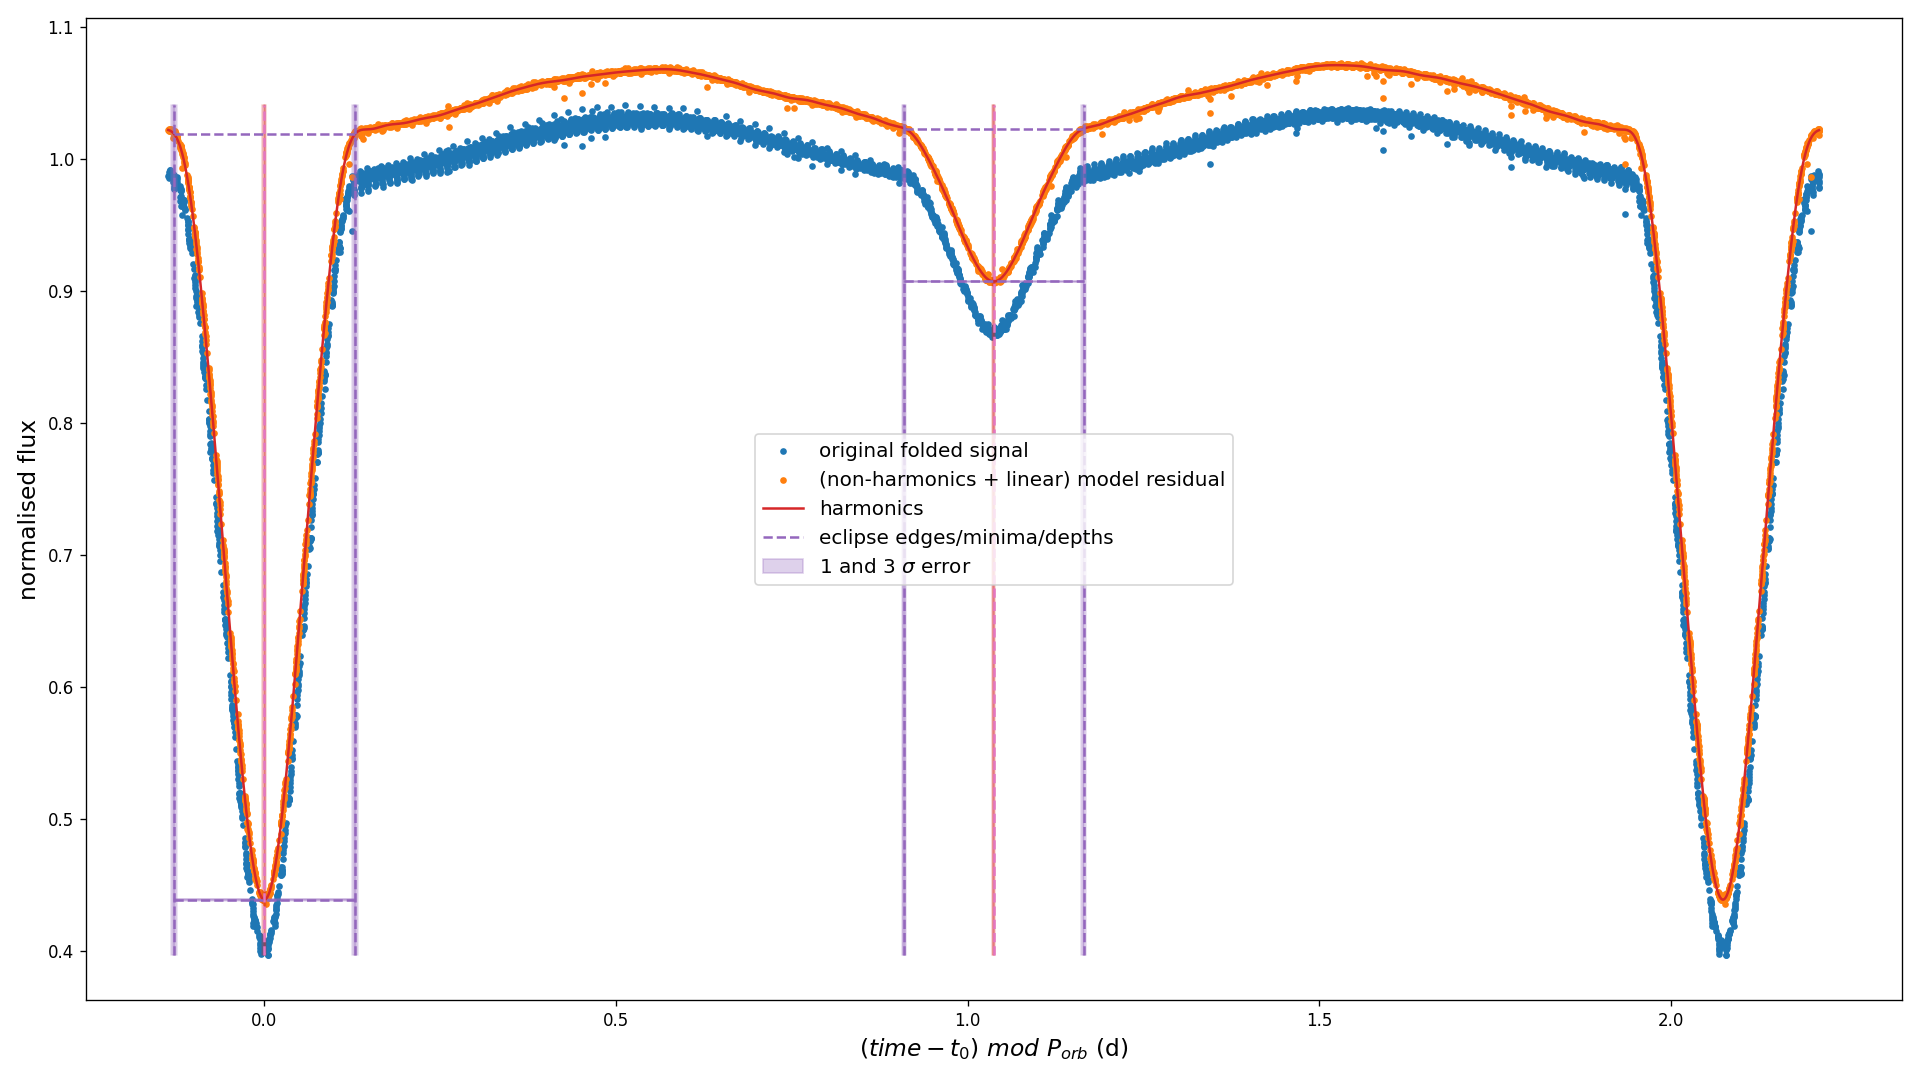 normalised flux
1.1
1.0
0.9
0.8
0.7
0.6
0.5
0.4
original folded signal
(non-harmonics + linear) model residual
harmonics
eclipse edges/minima/depths
1 and 3 σ error
0.0 0.5 1.0 1.5 2.0
(time − t₀) mod P_orb (d)